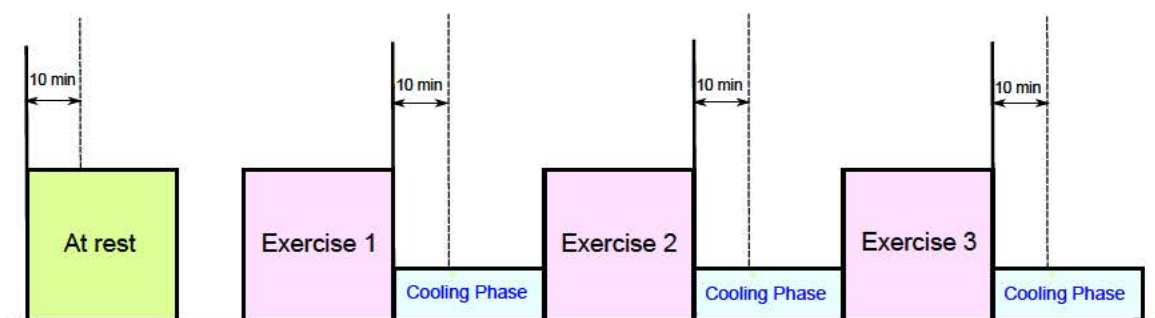 10 min
10 min
10 min
10 min
At rest
Exercise 1
Exercise 2
Exercise 3
Cooling Phase
Cooling Phase
Cooling Phase